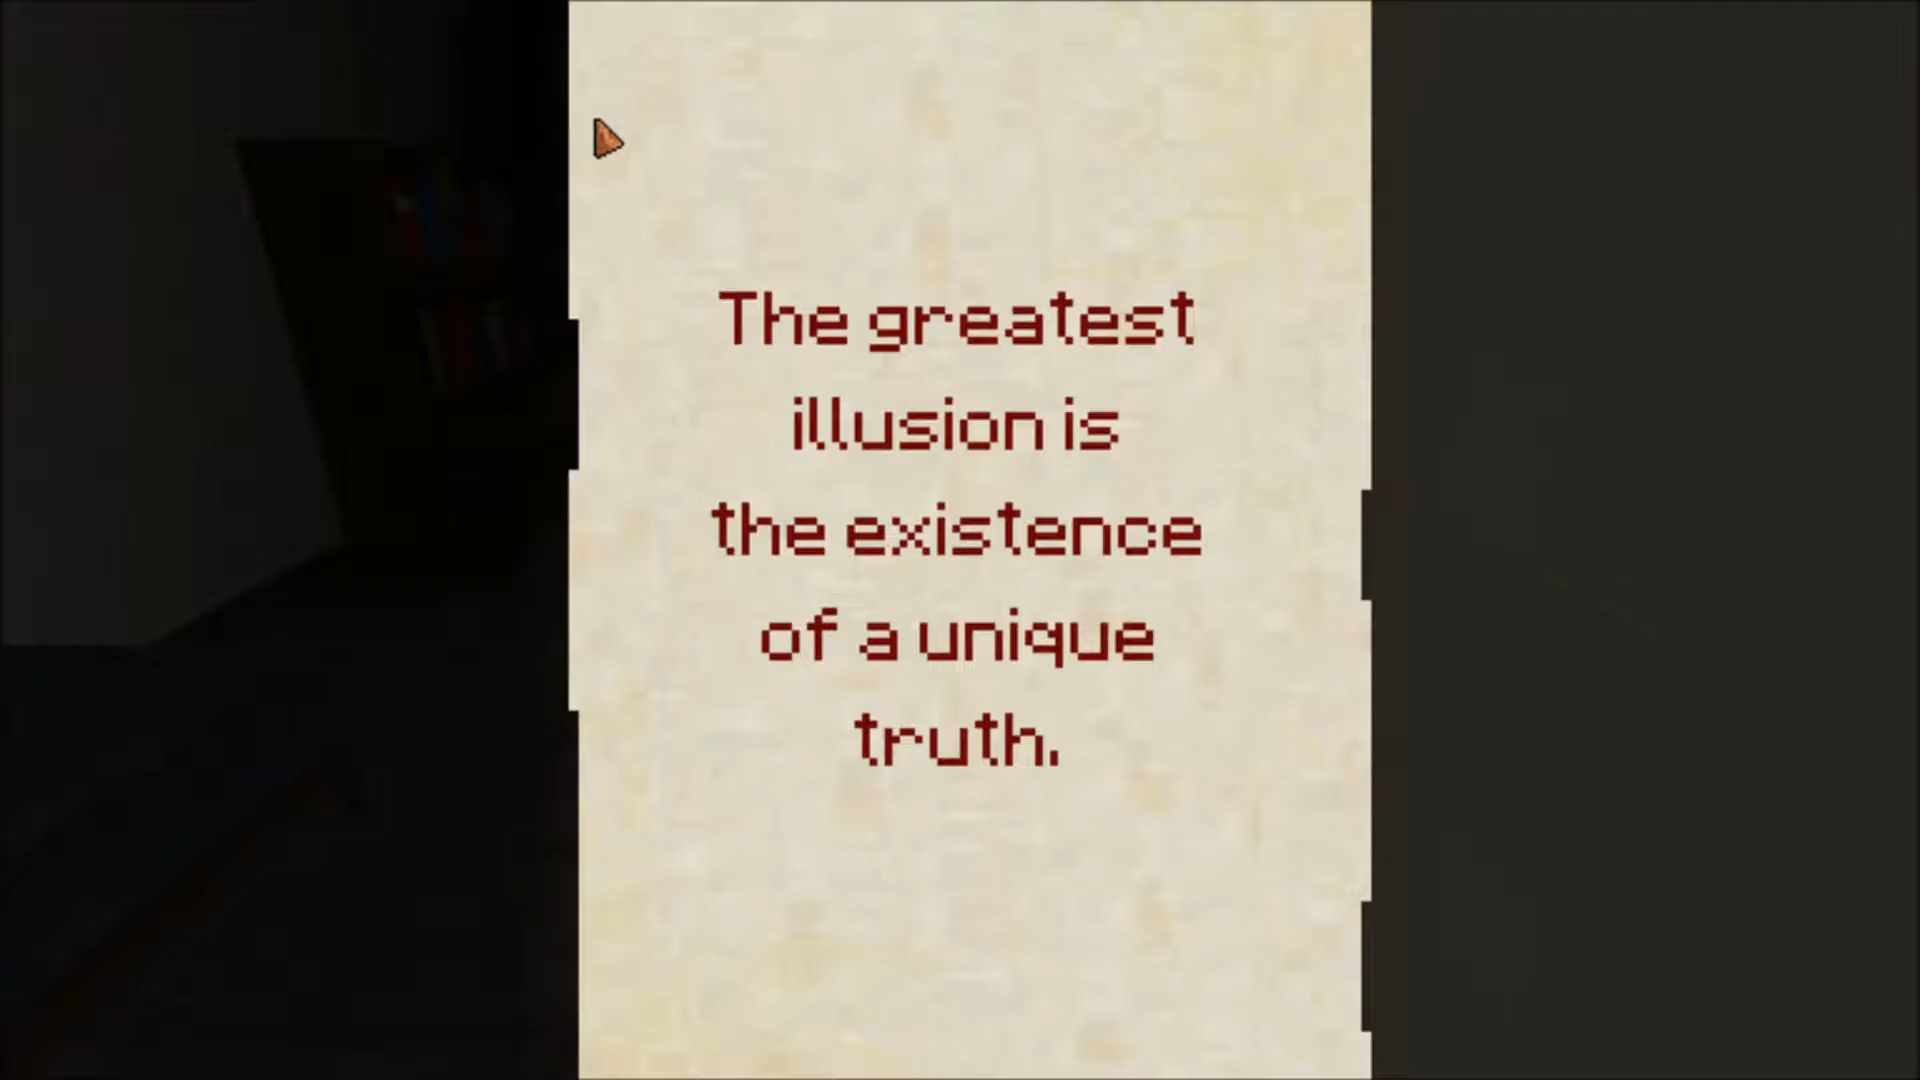 The greatest
illusion is
the existence
of a unique
truth.